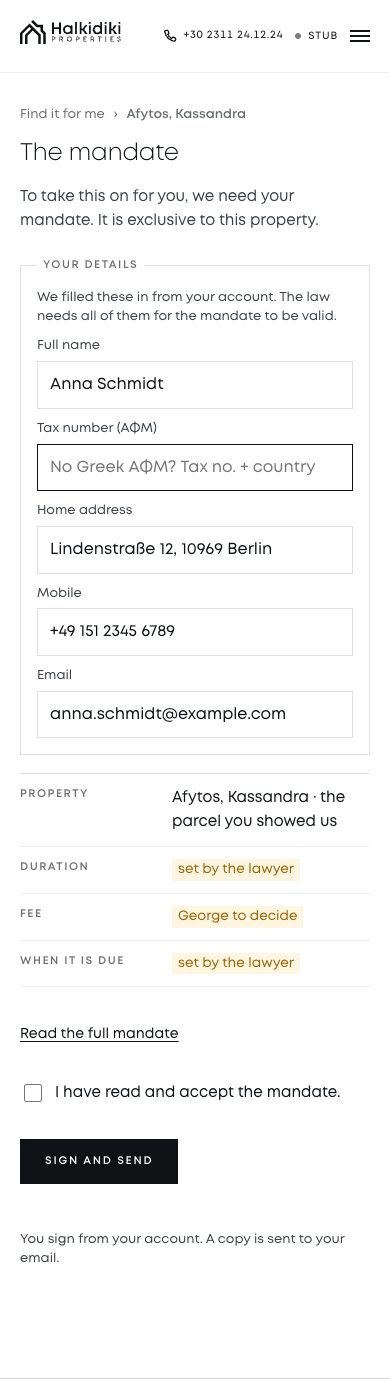 Halkidiki
PROPERTIES
+30 2311 24.12.24
STUB
Find it for me › Afytos, Kassandra
The mandate
To take this on for you, we need your
mandate. It is exclusive to this property.
YOUR DETAILS
We filled these in from your account. The law
needs all of them for the mandate to be valid.
Full name
Anna Schmidt
Tax number (ΑΦΜ)
No Greek ΑΦΜ? Tax no. + country
Home address
Lindenstraße 12, 10969 Berlin
Mobile
+49 151 2345 6789
Email
anna.schmidt@example.com
PROPERTY
Afytos, Kassandra · the
parcel you showed us
DURATION
set by the lawyer
FEE
George to decide
WHEN IT IS DUE
set by the lawyer
Read the full mandate
I have read and accept the mandate.
SIGN AND SEND
You sign from your account. A copy is sent to your
email.